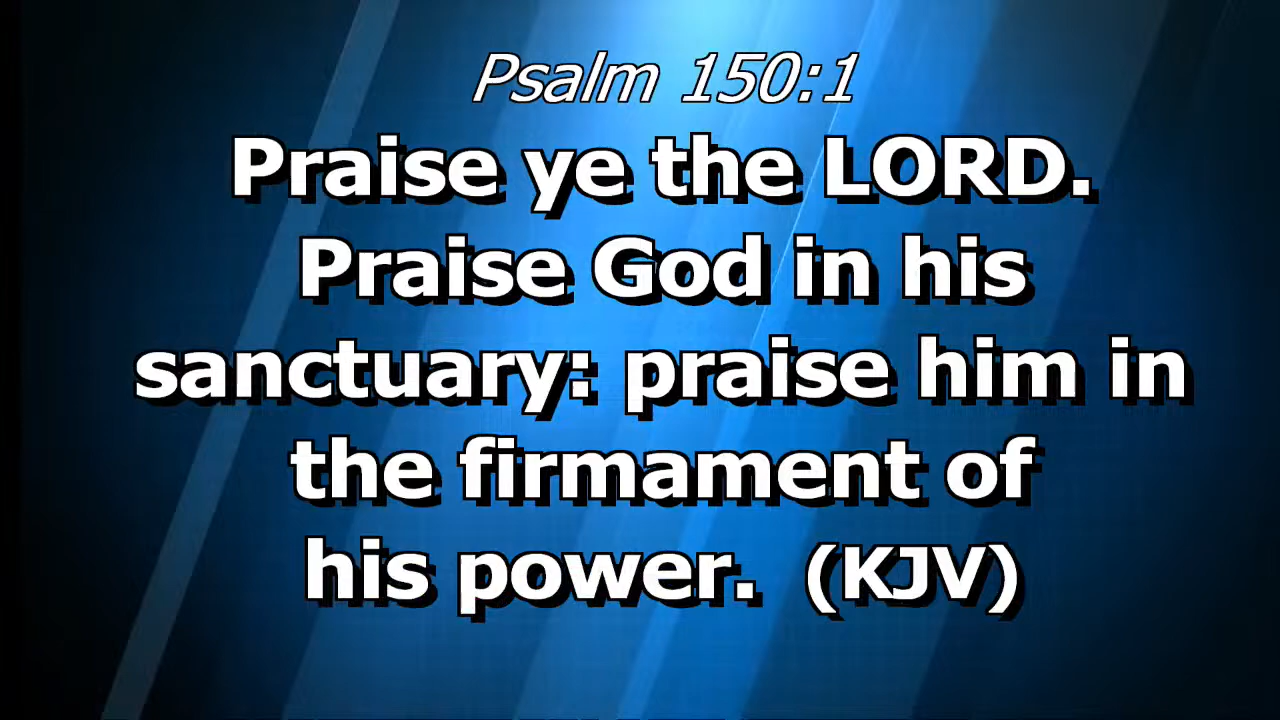 Psalm 150:1
Praise ye the LORD.
Praise God in his
sanctuary: praise him in
the firmament of
his power. (KJV)